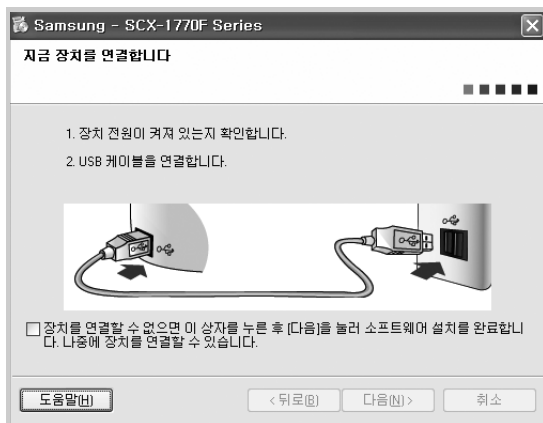 Samsung - SCX-1770F Series
지금 장치를 연결합니다
1. 장치 전원이 켜져 있는지 확인합니다.
2. USB 케이블을 연결합니다.
장치를 연결할 수 없으면 이 상자를 누른 후 [다음]을 눌러 소프트웨어 설치를 완료합니
다. 나중에 장치를 연결할 수 있습니다.
도움말(H)
< 뒤로(B)
다음(N) >
취소